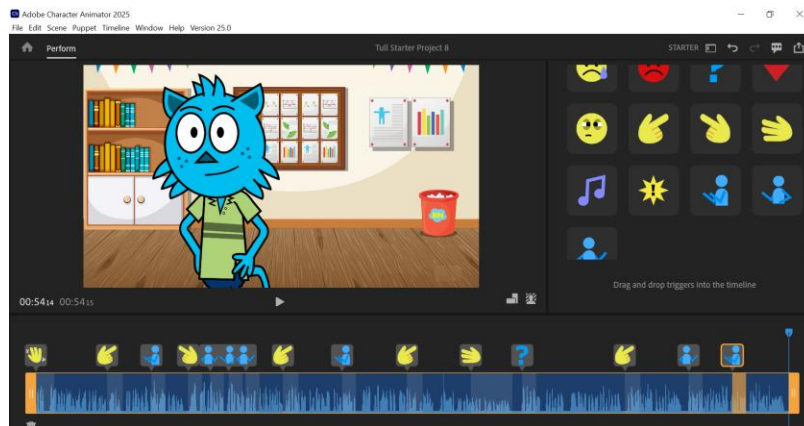 Adobe Character Animator 2025
File Edit Scene Puppet Timeline Window Help Version 25.0
Perform
Tull Starter Project 8
STARTER
00:54 14 00:54 15
Drag and drop triggers into the timeline